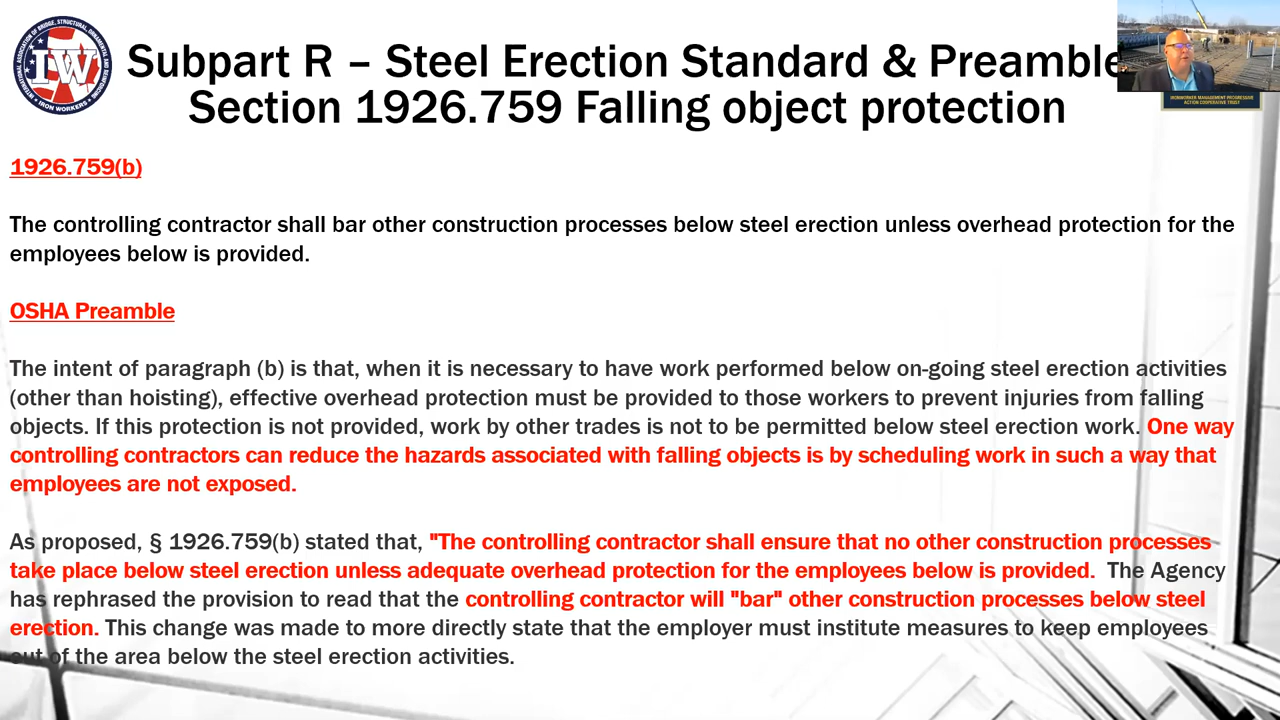 Subpart R – Steel Erection Standard & Preamble
Section 1926.759 Falling object protection
IRONWORKER MANAGEMENT PROGRESSIVE
ACTION COOPERATIVE TRUST
IW
IRON WORKERS
1926.759(b)
The controlling contractor shall bar other construction processes below steel erection unless overhead protection for the
employees below is provided.
OSHA Preamble
The intent of paragraph (b) is that, when it is necessary to have work performed below on-going steel erection activities
(other than hoisting), effective overhead protection must be provided to those workers to prevent injuries from falling
objects. If this protection is not provided, work by other trades is not to be permitted below steel erection work. One way
controlling contractors can reduce the hazards associated with falling objects is by scheduling work in such a way that
employees are not exposed.
As proposed, § 1926.759(b) stated that, "The controlling contractor shall ensure that no other construction processes
take place below steel erection unless adequate overhead protection for the employees below is provided. The Agency
has rephrased the provision to read that the controlling contractor will "bar" other construction processes below steel
erection. This change was made to more directly state that the employer must institute measures to keep employees
out of the area below the steel erection activities.